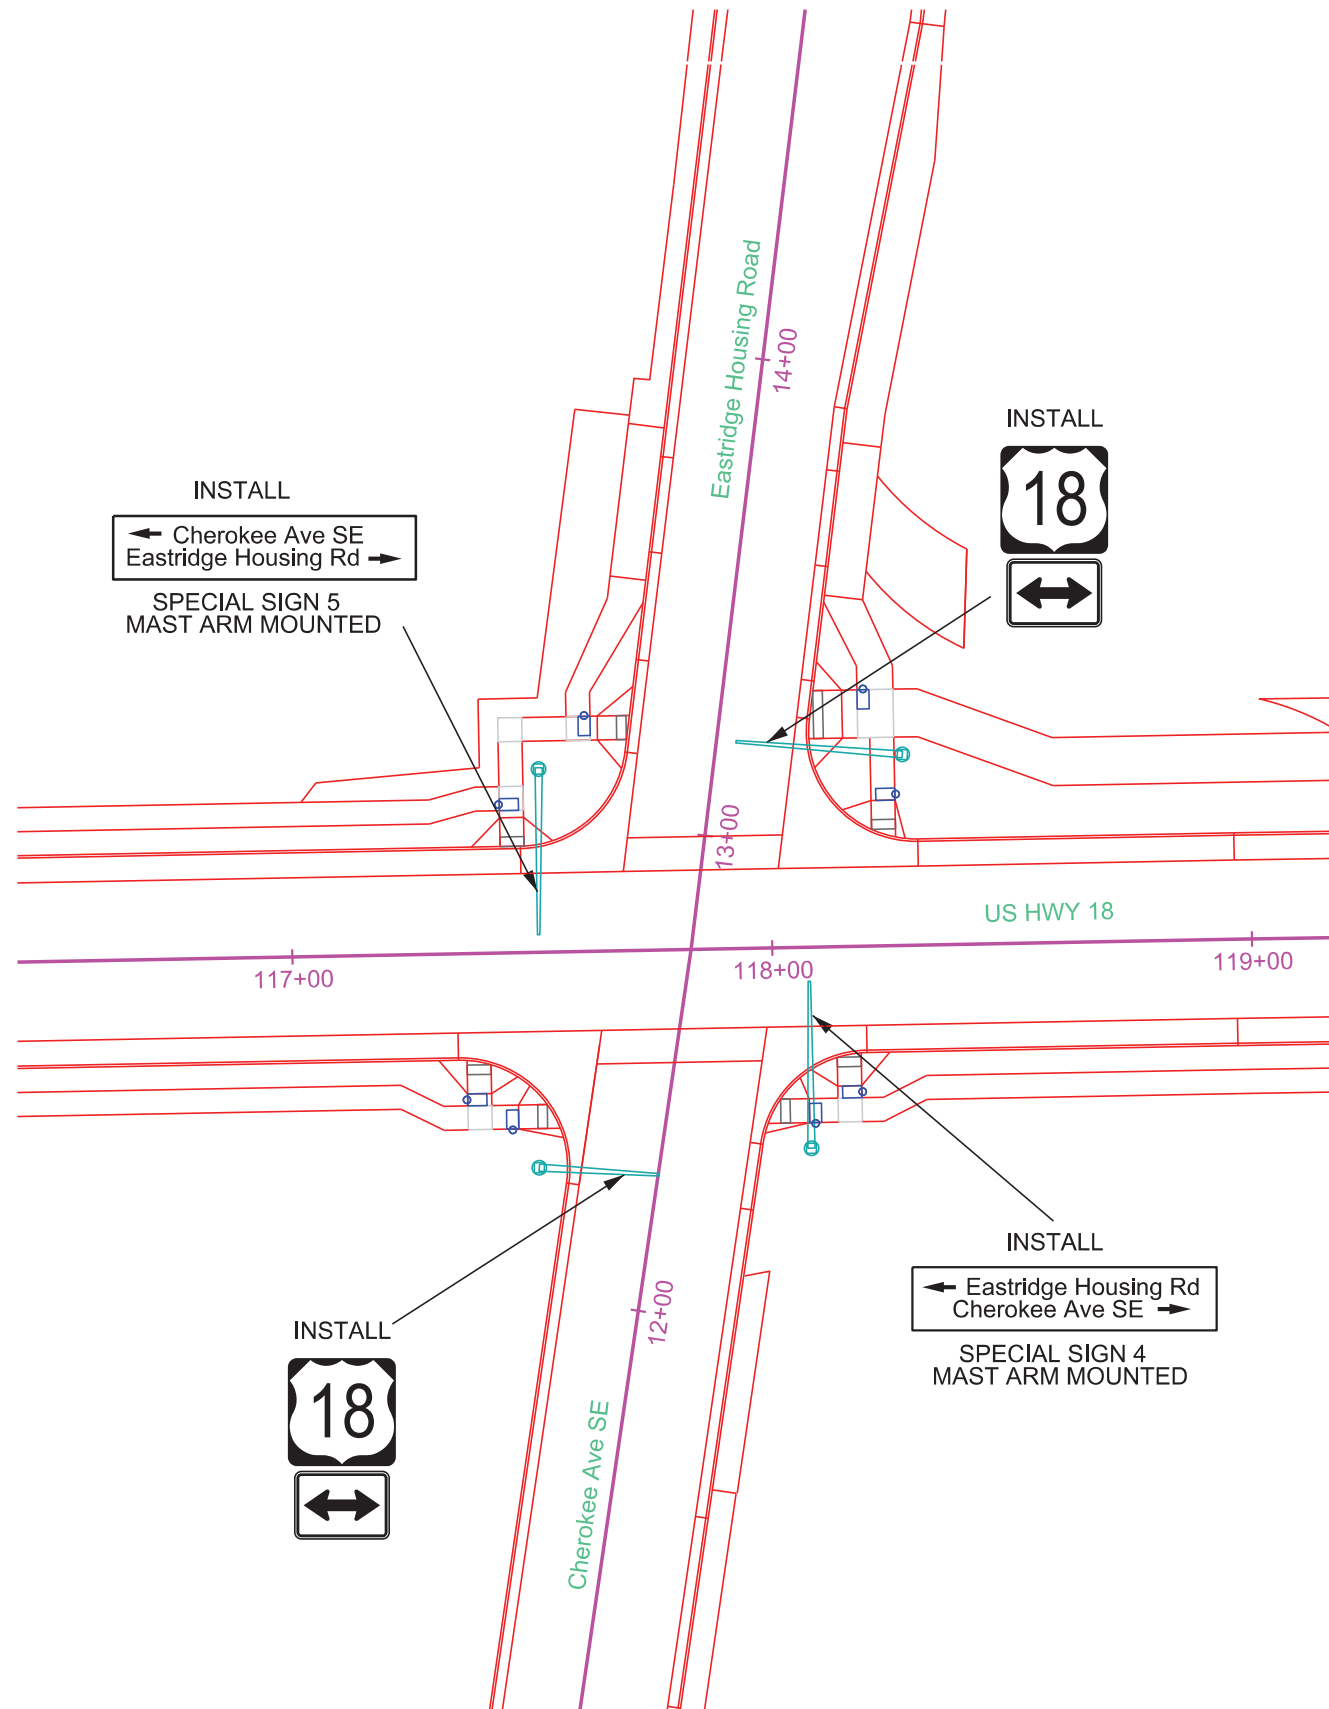 Eastridge Housing Road
14+00
INSTALL
18
INSTALL
← Cherokee Ave SE
Eastridge Housing Rd →
SPECIAL SIGN 5
MAST ARM MOUNTED
13+00
US HWY 18
117+00
118+00
119+00
INSTALL
← Eastridge Housing Rd
Cherokee Ave SE →
SPECIAL SIGN 4
MAST ARM MOUNTED
12+00
INSTALL
18
Cherokee Ave SE